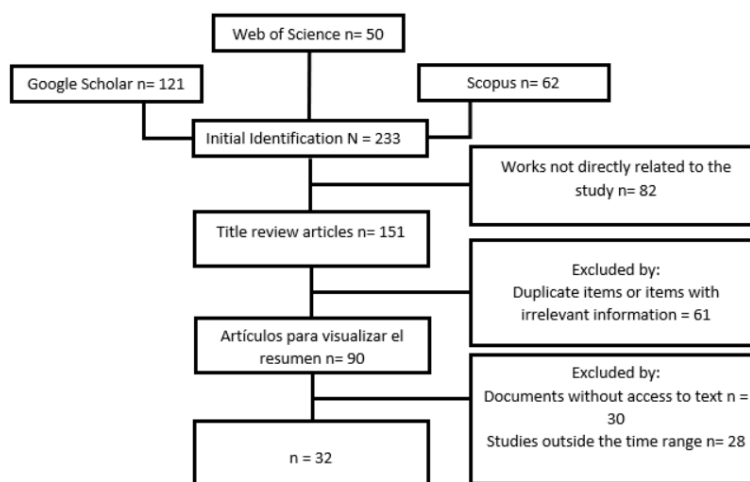 Web of Science n= 50
Google Scholar n= 121
Scopus n= 62
Initial Identification N = 233
Works not directly related to the
study n= 82
Title review articles n= 151
Excluded by:
Duplicate items or items with
irrelevant information = 61
Artículos para visualizar el
resumen n= 90
Excluded by:
Documents without access to text n =
30
Studies outside the time range n= 28
n = 32